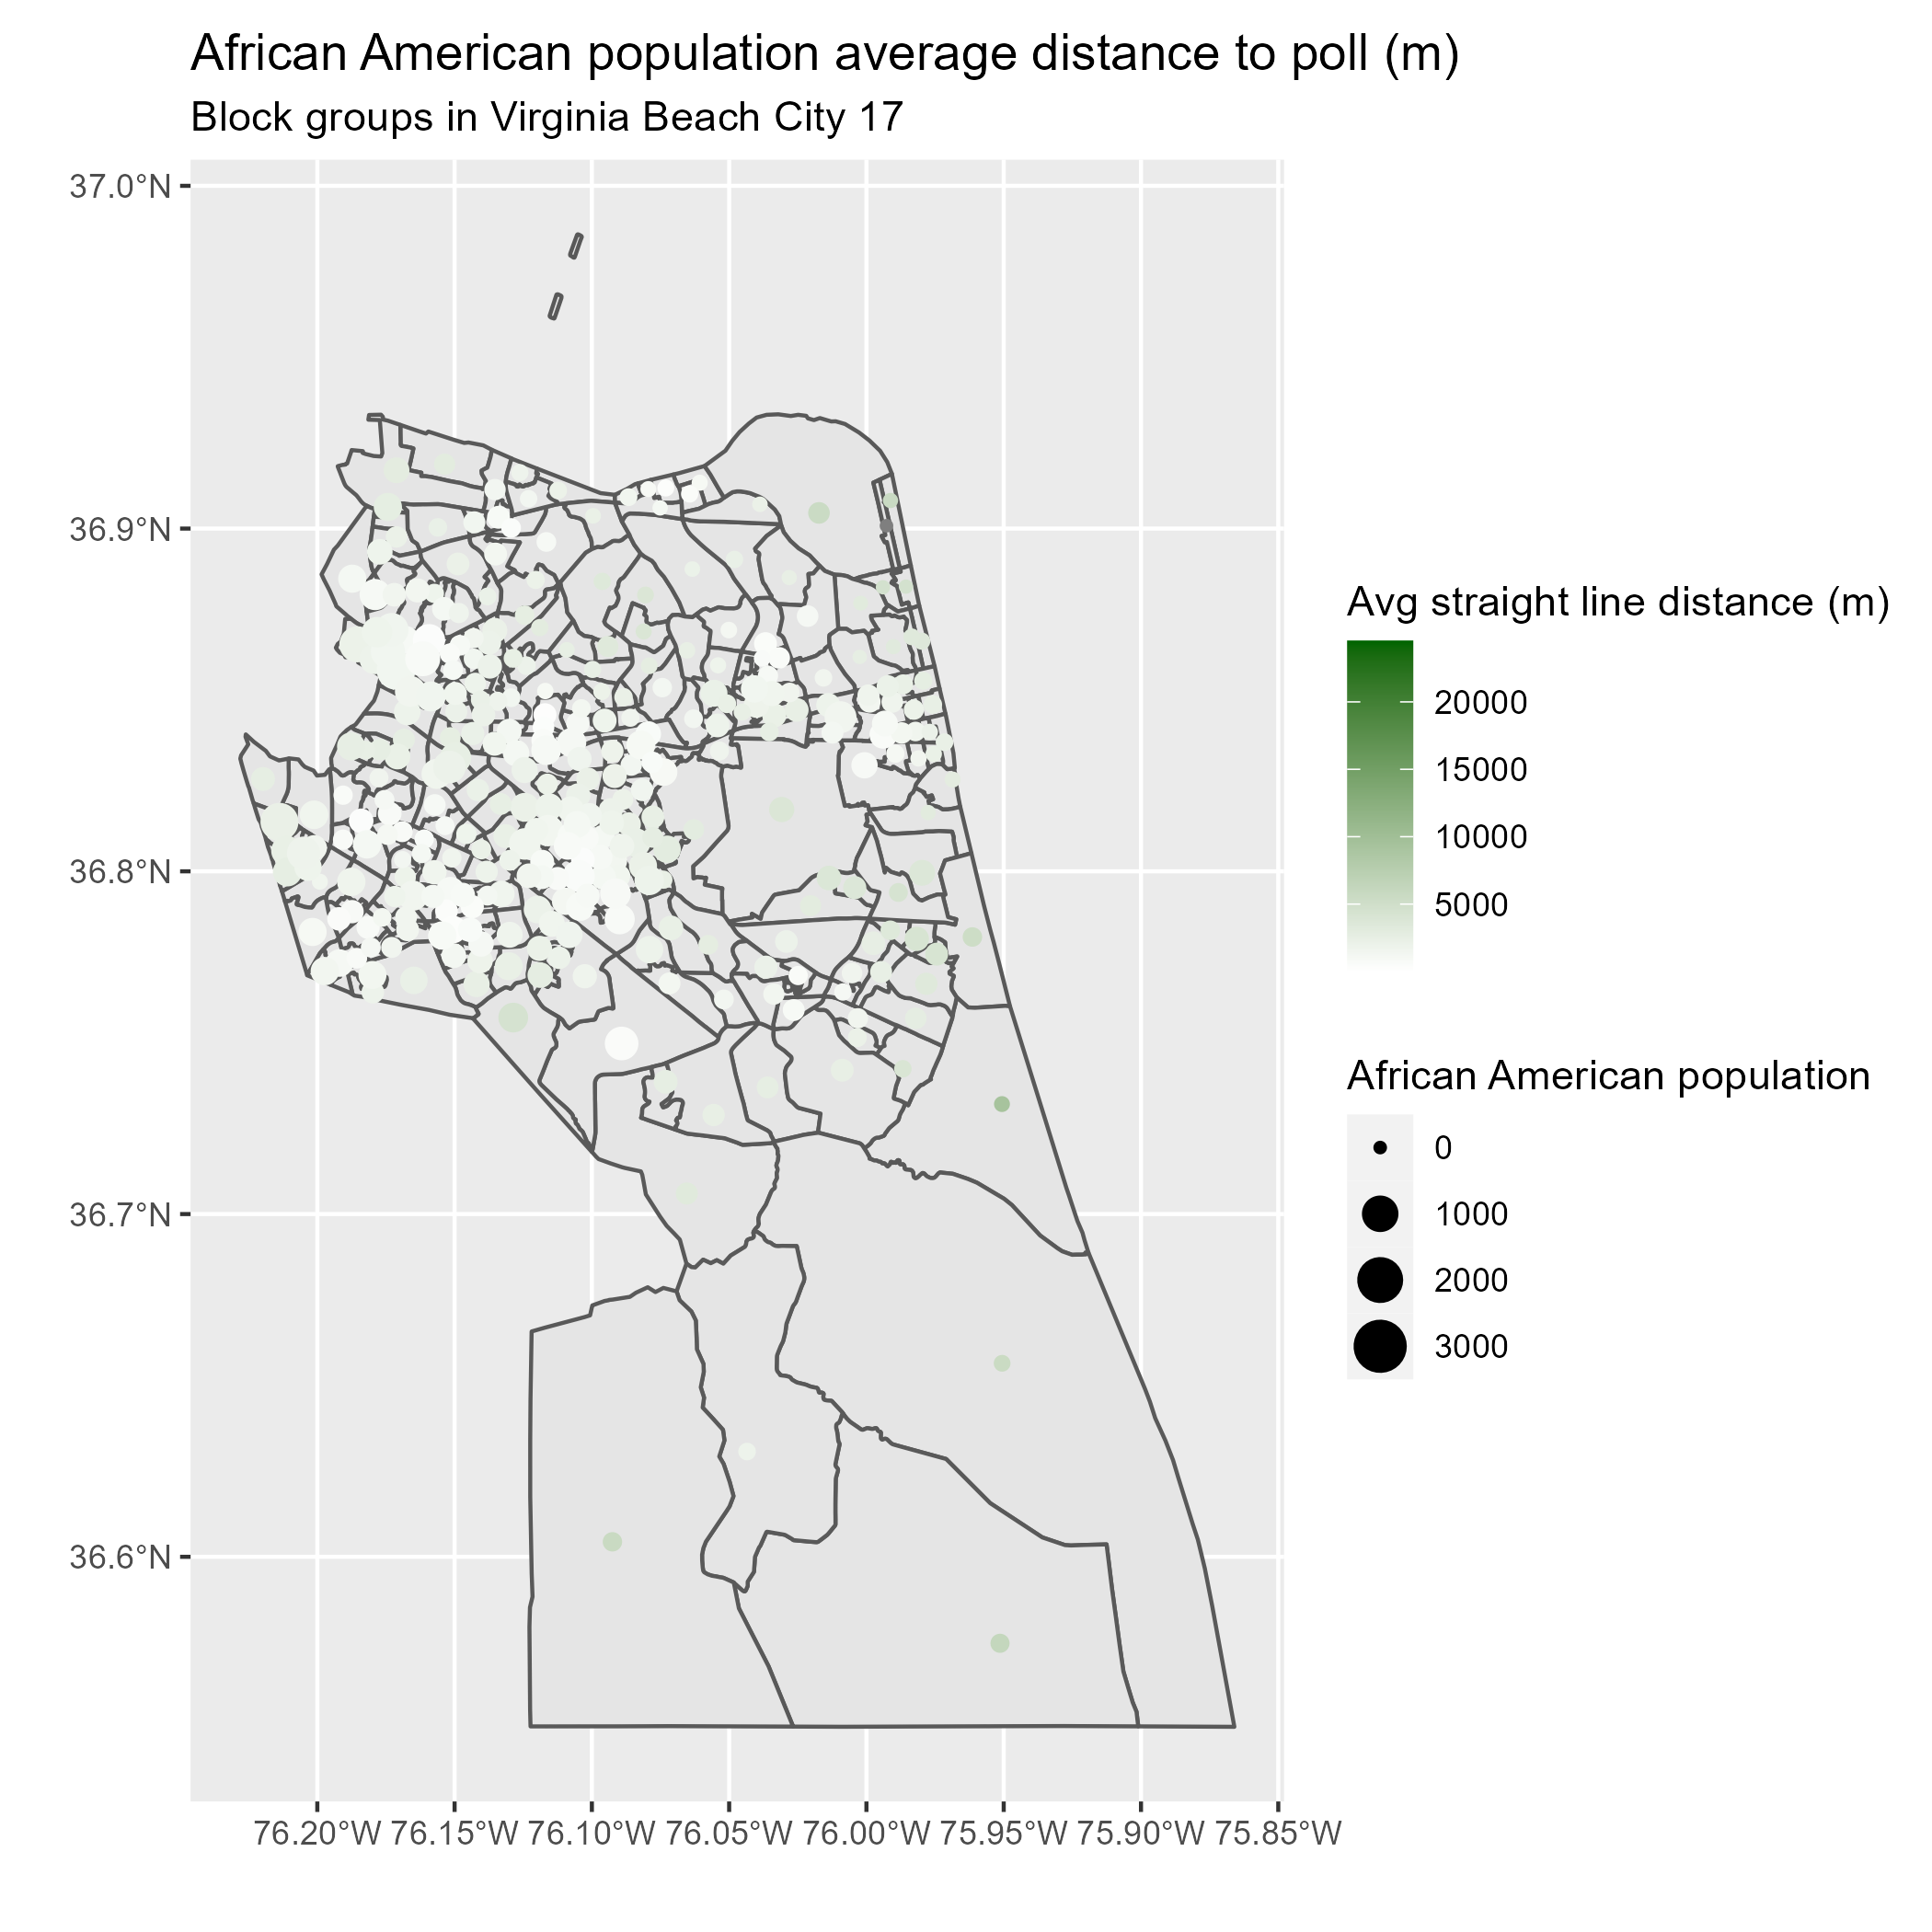 African American population average distance to poll (m)
Block groups in Virginia Beach City 17
37.0°N
36.9°N
36.8°N
36.7°N
36.6°N
76.20°W 76.15°W 76.10°W 76.05°W 76.00°W 75.95°W 75.90°W 75.85°W
Avg straight line distance (m)
20000
15000
10000
5000
African American population
0
1000
2000
3000